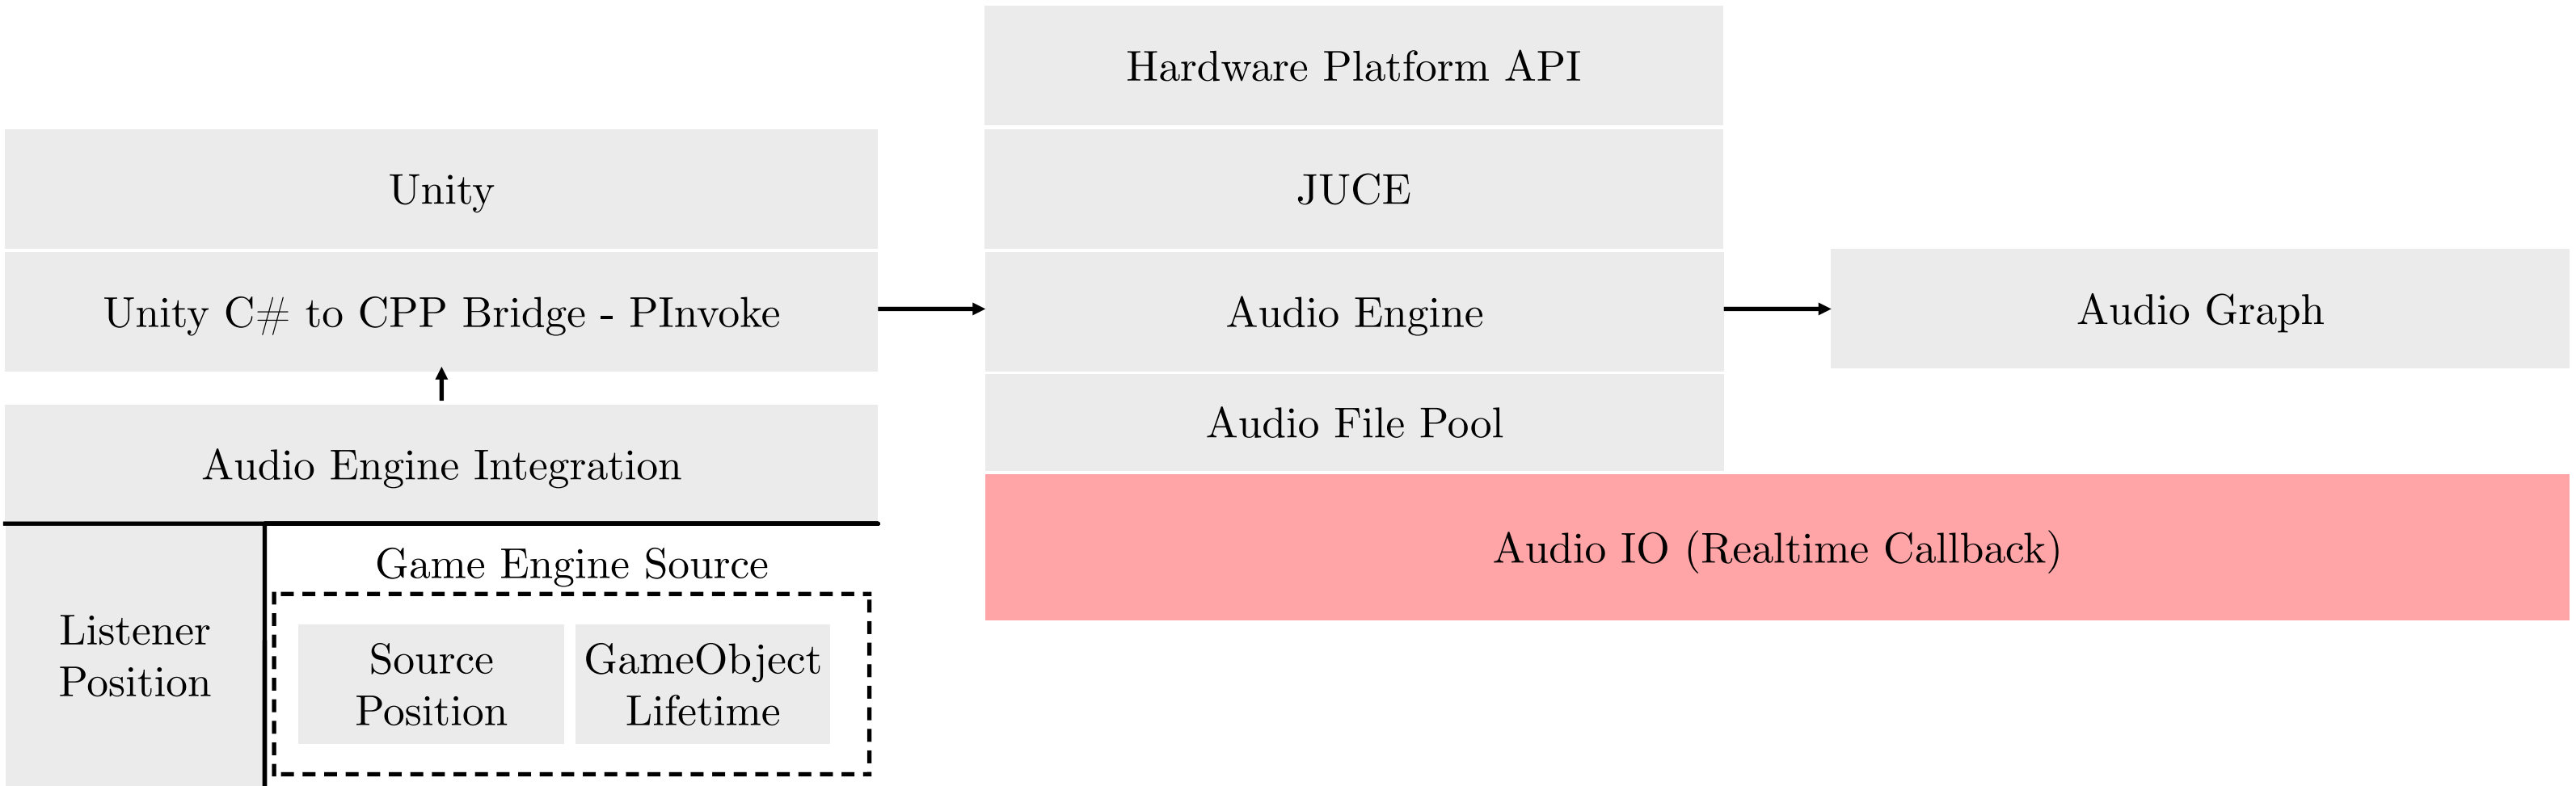 Hardware Platform API
Unity
JUCE
Unity C# to CPP Bridge - PInvoke
Audio Engine
Audio Graph
Audio File Pool
Audio Engine Integration
Audio IO (Realtime Callback)
Game Engine Source
Listener
Position
Source
Position
GameObject
Lifetime